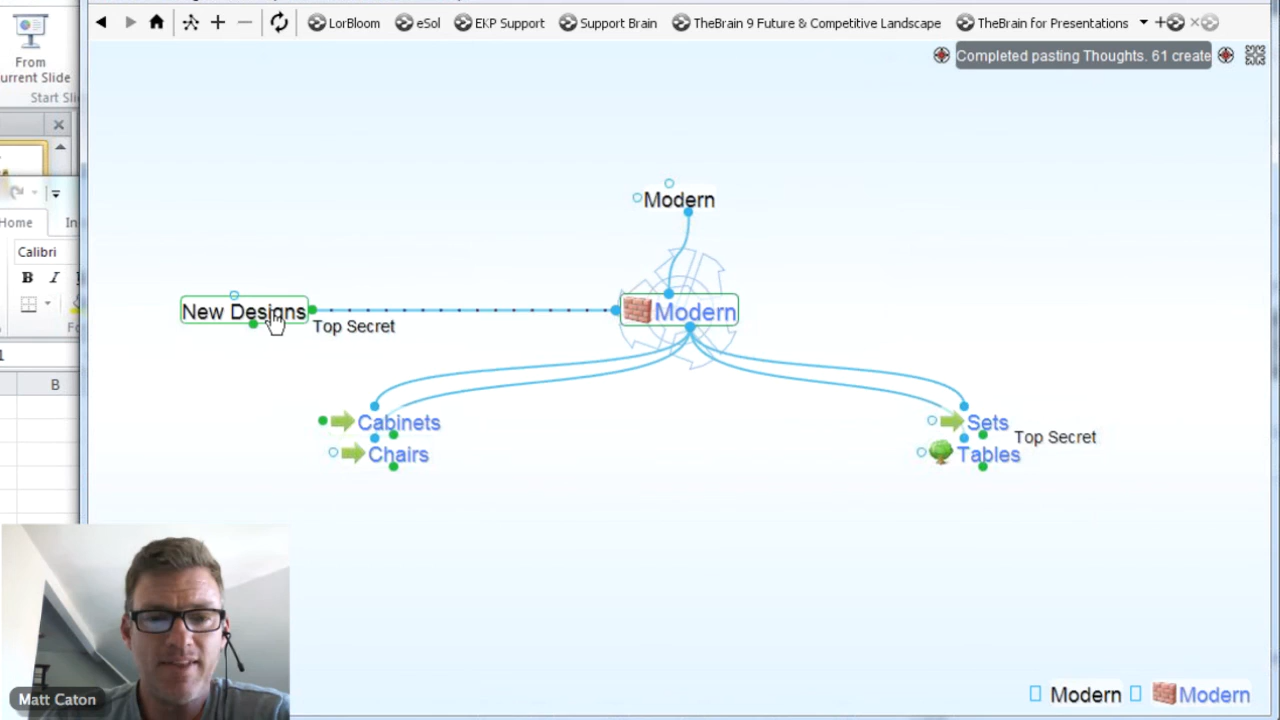 LorBloom eSol EKP Support Support Brain TheBrain 9 Future & Competitive Landscape TheBrain for Presentations
From
urrent Slide
Start Sli
Completed pasting Thoughts. 61 create
Modern
Home In
New Designs
Modern
Top Secret
Calibri
B I
1
B
Cabinets
Sets
Top Secret
Chairs
Tables
Matt Caton
Modern Modern